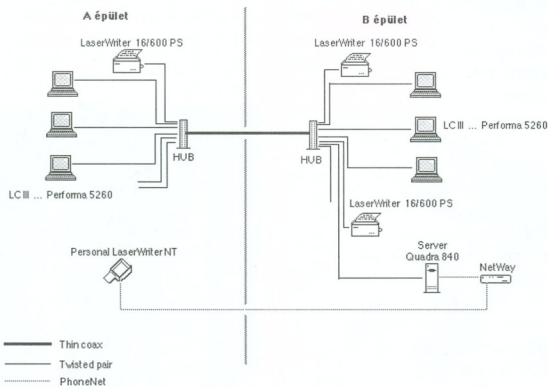 A épület
B épület
LaserWriter 16/600 PS
LaserWriter 16/600 PS
LC III ... Performa 5260
HUB
HUB
LC III ... Performa 5260
LaserWriter 16/600 PS
Personal LaserWriter NT
Server
Quadra 840
NetWay
Thin coax
Twisted pair
PhoneNet